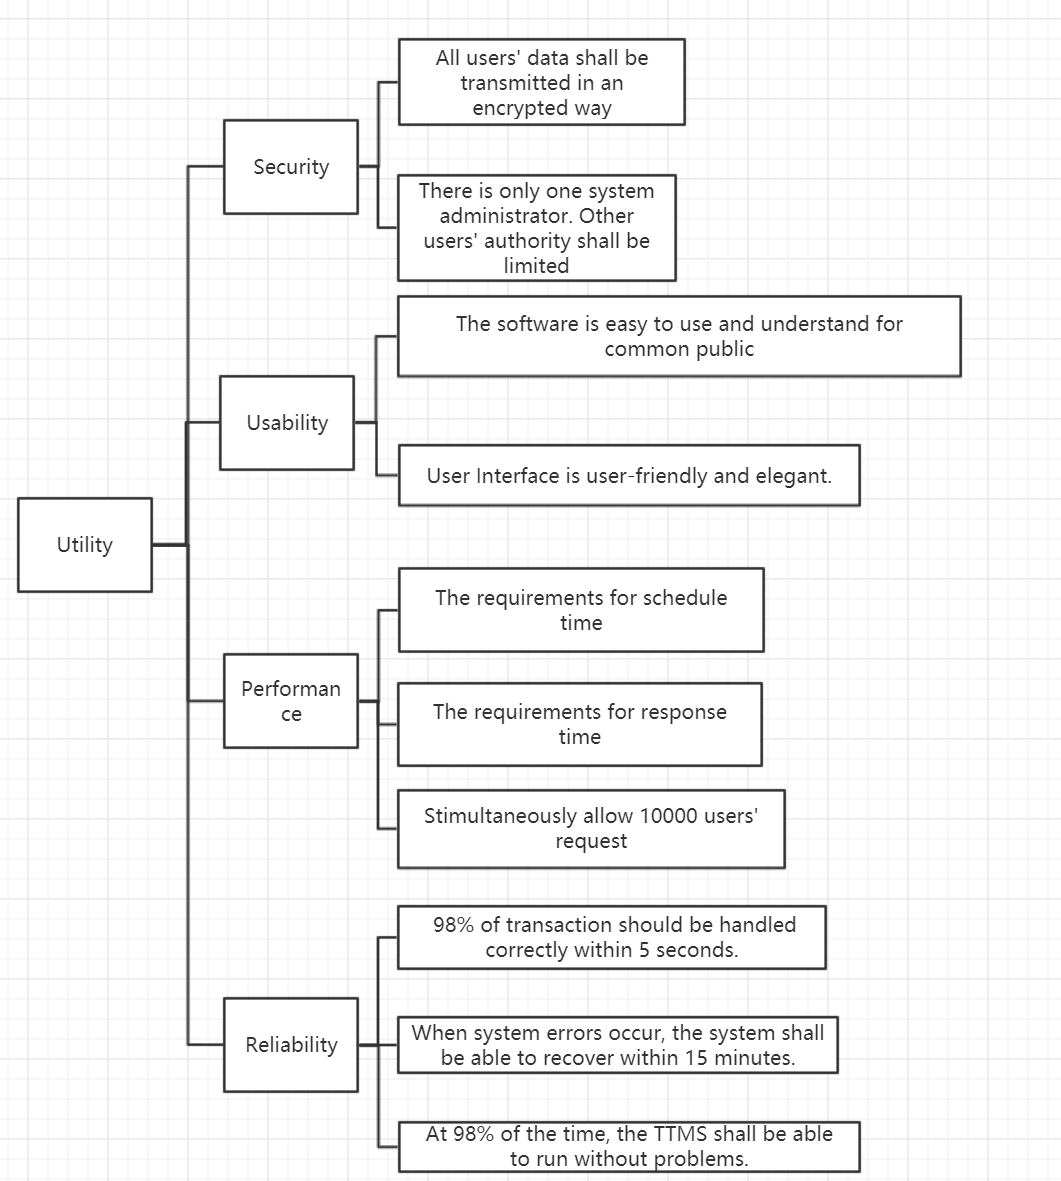 All users' data shall be
transmitted in an
encrypted way
Security
There is only one system
administrator. Other
users' authority shall be
limited
The software is easy to use and understand for
common public
Usability
User Interface is user-friendly and elegant.
Utility
The requirements for schedule
time
Performan
ce
The requirements for response
time
Stimultaneously allow 10000 users'
request
98% of transaction should be handled
correctly within 5 seconds.
Reliability
When system errors occur, the system shall
be able to recover within 15 minutes.
At 98% of the time, the TTMS shall be able
to run without problems.